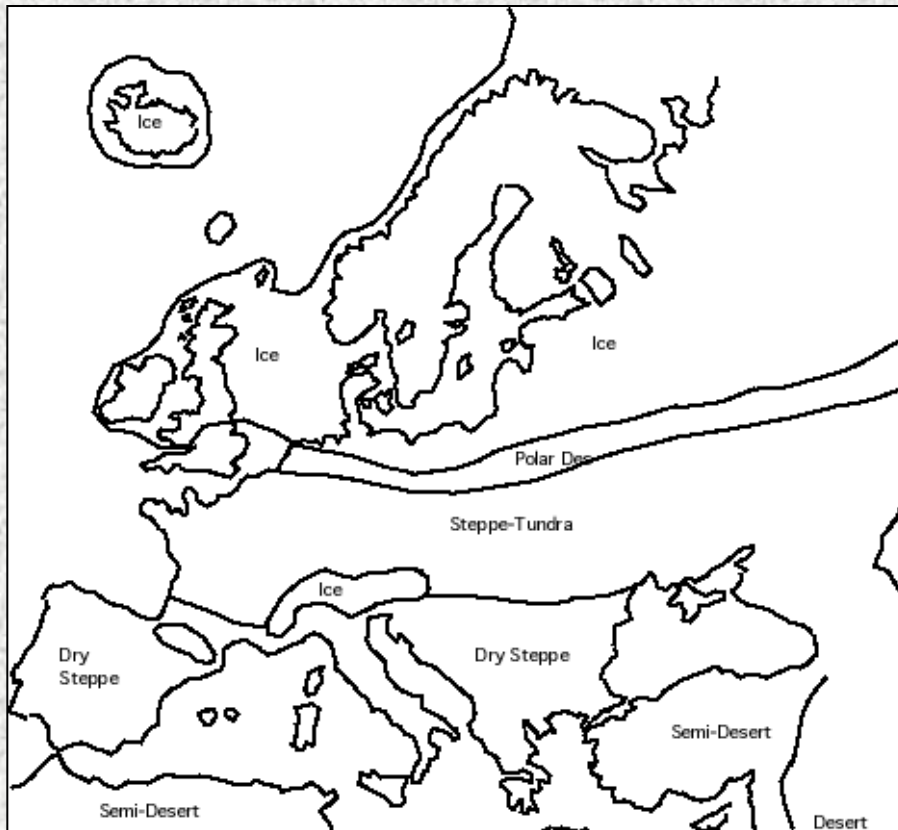 Ice
Ice
Ice
Polar Des
Steppe-Tundra
Ice
Dry
Steppe
Dry Steppe
Semi-Desert
Semi-Desert
Desert